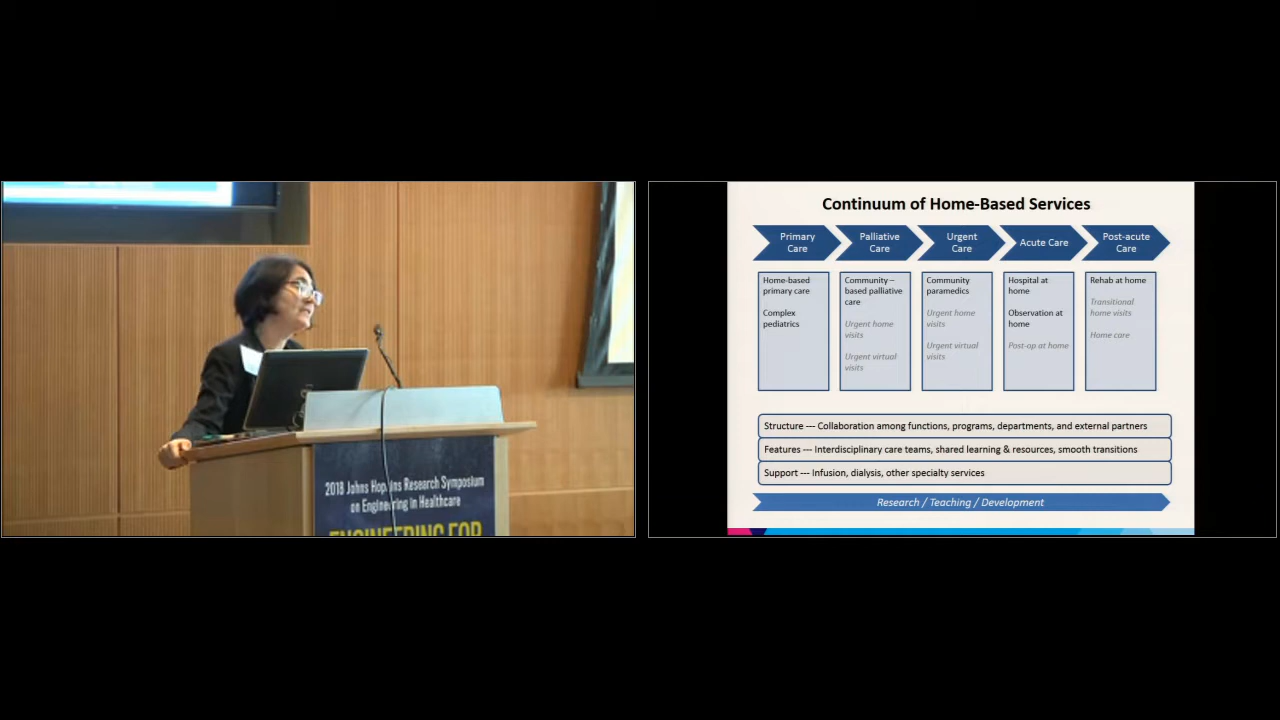 2018 Johns Hopkins Research Symposium
on Engineering in Healthcare
ENGINEERING FOR
Continuum of Home-Based Services
Primary
Care
Palliative
Care
Urgent
Care
Acute Care
Post-acute
Care
Home-based
primary care
Complex
pediatrics
Community –
based palliative
care
Urgent home
visits
Urgent virtual
visits
Community
paramedics
Urgent home
visits
Urgent virtual
visits
Hospital at
home
Observation at
home
Post-op at home
Rehab at home
Transitional
home visits
Home care
Structure --- Collaboration among functions, programs, departments, and external partners
Features --- Interdisciplinary care teams, shared learning & resources, smooth transitions
Support --- Infusion, dialysis, other specialty services
Research / Teaching / Development